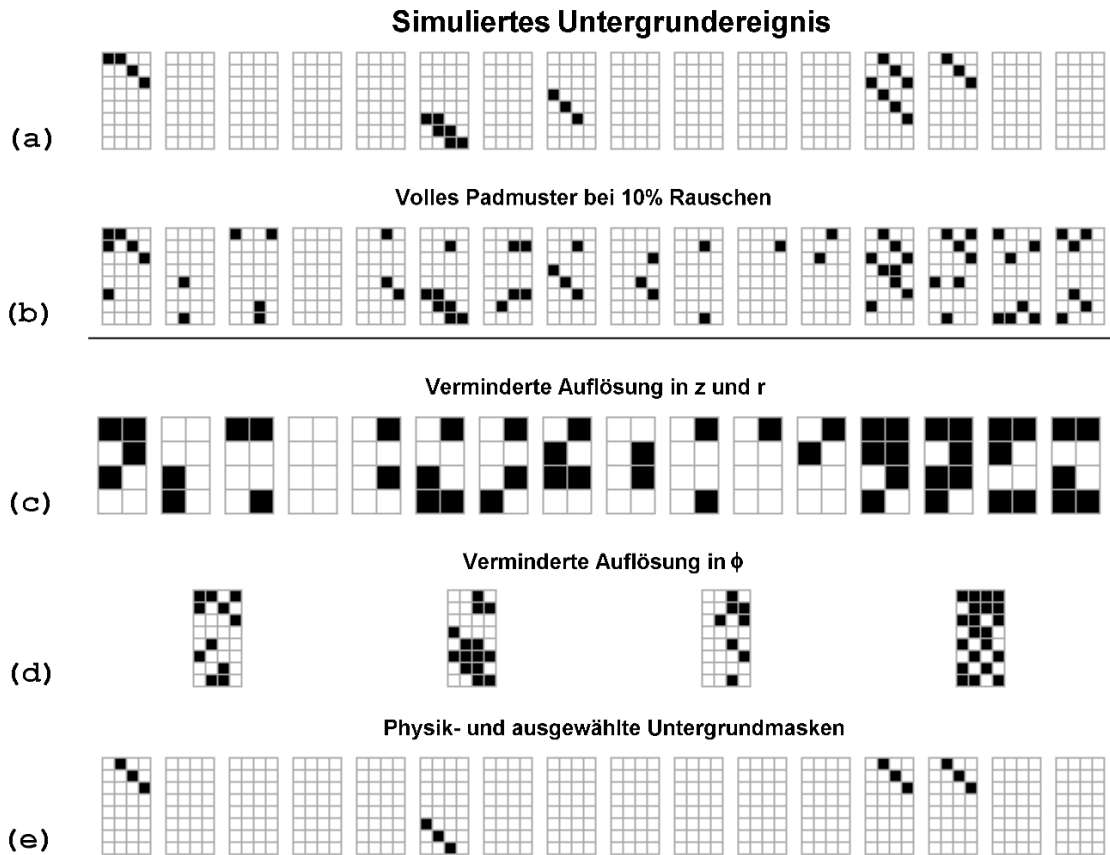 Simuliertes Untergrundereignis
(a)
Volles Padmuster bei 10% Rauschen
(b)
Verminderte Auflösung in z und r
(c)
Verminderte Auflösung in ϕ
(d)
Physik- und ausgewählte Untergrundmasken
(e)